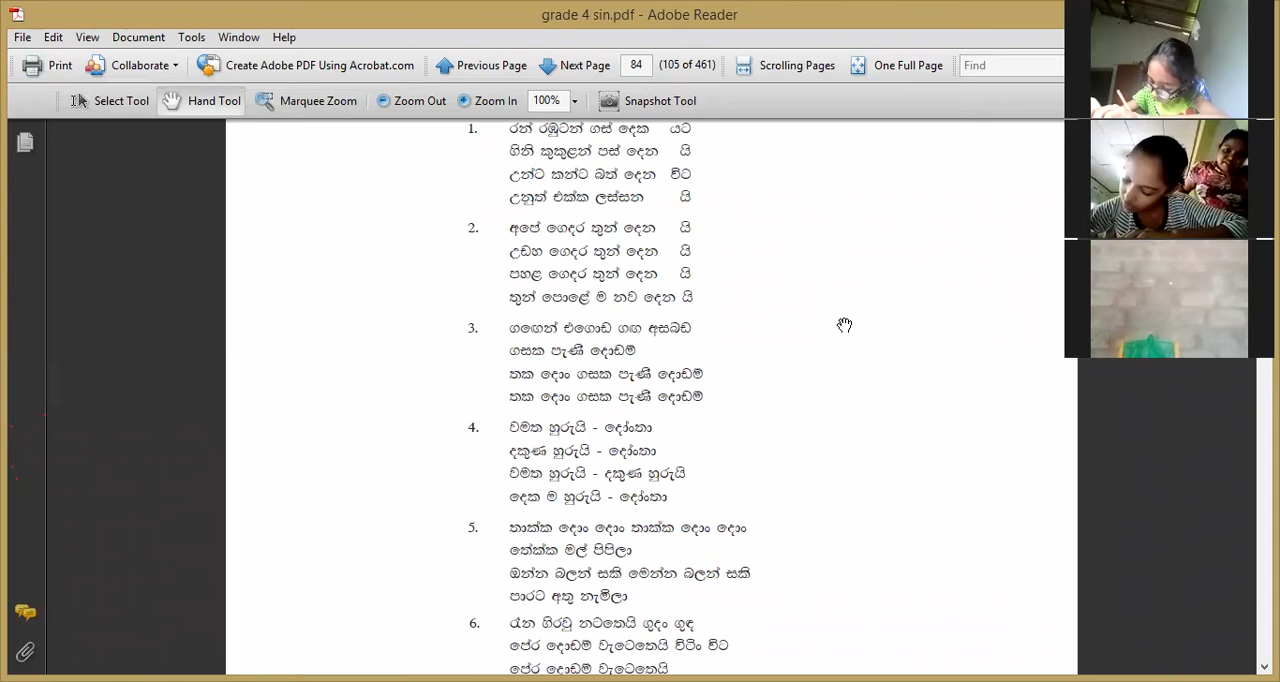 grade 4 sin.pdf - Adobe Reader
File Edit View Document Tools Window Help
Print Collaborate Create Adobe PDF Using Acrobat.com Previous Page Next Page 84 (105 of 461) Scrolling Pages One Full Page Find
Select Tool Hand Tool Marquee Zoom Zoom Out Zoom In 100% Snapshot Tool
1. රන් රඹුටන් ගස් දෙක යට
ගිනි කුකුළන් පස් දෙන යි
උන්ට කන්ට බත් දෙන විට
උනුත් එක්ක ලස්සන යි
2. අපේ ගෙදර තුන් දෙන යි
උඩහ ගෙදර තුන් දෙන යි
පහළ ගෙදර තුන් දෙන යි
තුන් පොළේ ම නව දෙන යි
3. ගඟෙන් එගොඩ ගඟ අසබඩ
ගසක පැණි දොඩම්
තක දොං ගසක පැණි දොඩම්
තක දොං ගසක පැණි දොඩම්
4. වමත හුරුයි - දෝංතා
දකුණ හුරුයි - දෝංතා
වමත හුරුයි - දකුණ හුරුයි
දෙක ම හුරුයි - දෝංතා
5. තාක්ක දොං දොං තාක්ක දොං දොං
තේක්ක මල් පිපිලා
ඔන්න බලන් සකි මෙන්න බලන් සකි
පාරට අතු නැමිලා
6. රෑන ගිරවු නටතෙයි ගුදං ගුඳ
පේර දොඩම් වැටෙතෙයි විටිං විට
පේර දොඩම් වැටෙතෙයි